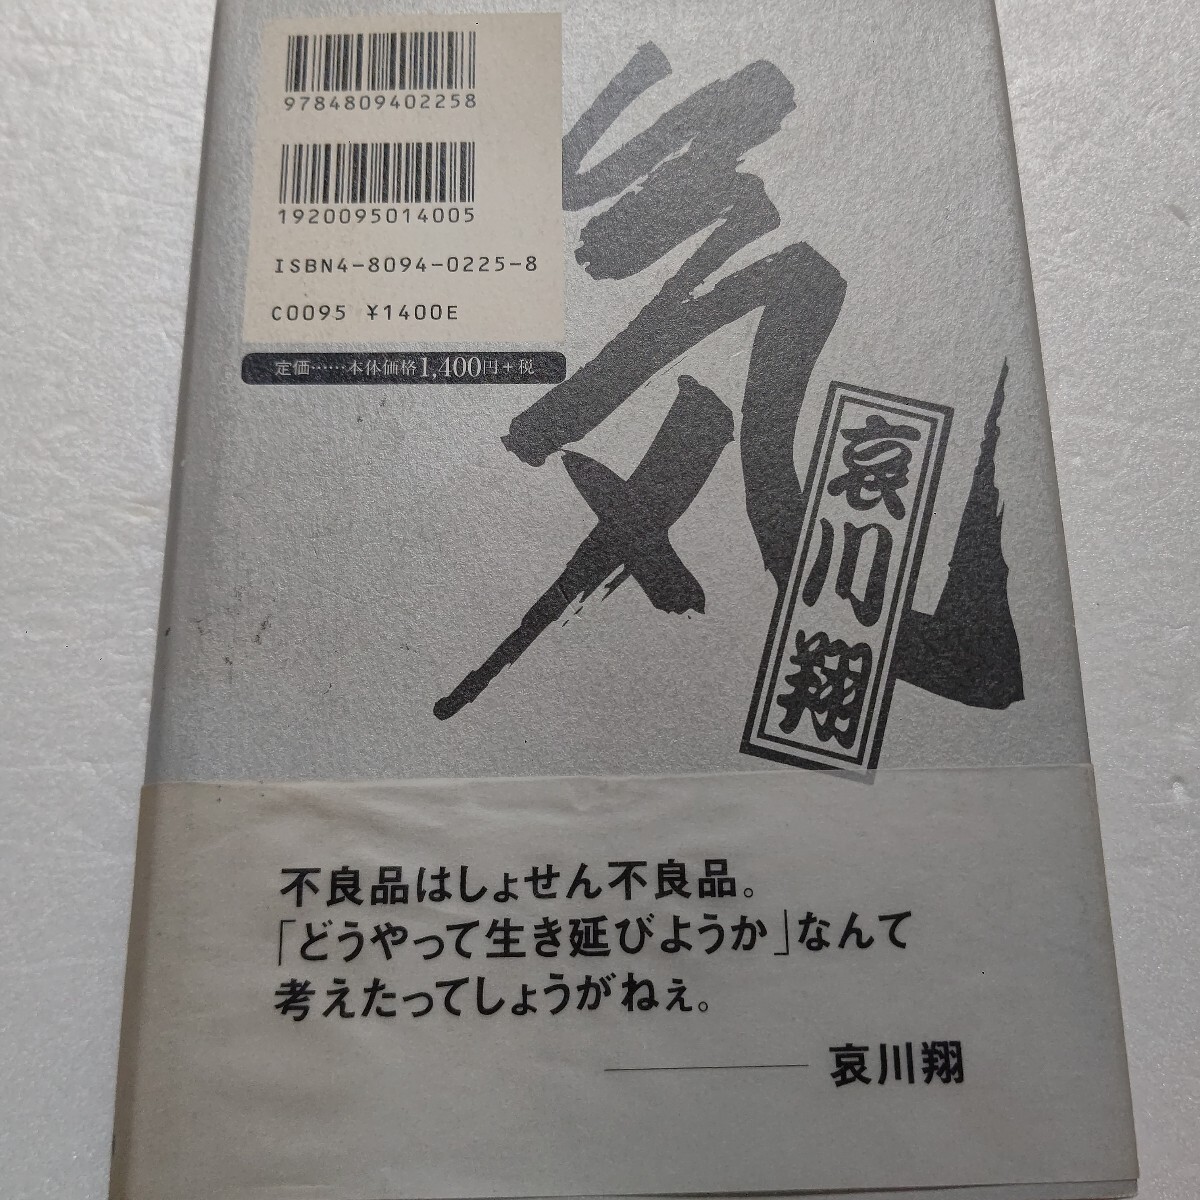 9784809402258
1920095014005
ISBN4-8094-0225-8
C0095 ¥1400E
定価……本体価格1,400円+税
気
哀川翔
不良品はしょせん不良品。
「どうやって生き延びようか」なんて
考えたってしょうがねぇ。
哀川翔